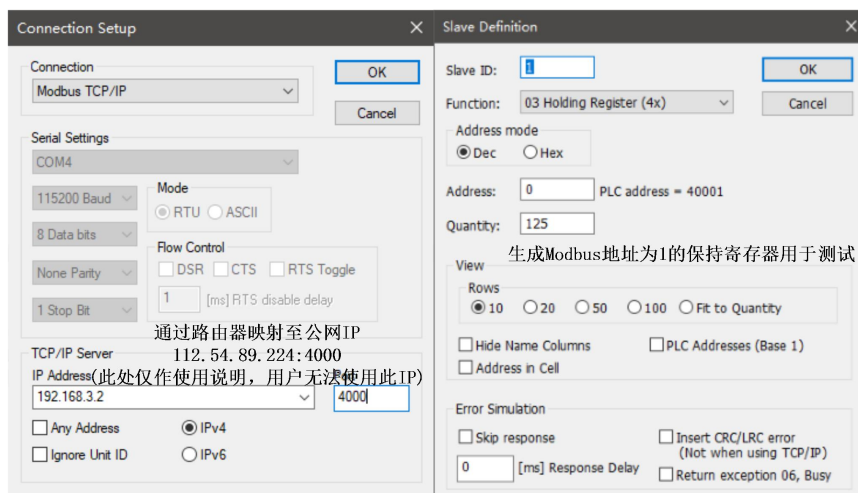 Connection Setup
Connection
Modbus TCP/IP
OK
Cancel
Serial Settings
COM4
115200 Baud
8 Data bits
None Parity
1 Stop Bit
Mode
RTU
ASCII
Flow Control
DSR
CTS
RTS Toggle
1
[ms] RTS disable delay
通过路由器映射至公网IP
112.54.89.224:4000
(此处仅作使用说明，用户无法使用此IP)
TCP/IP Server
IP Address
192.168.3.2
4000
Any Address
IPv4
Ignore Unit ID
IPv6
Slave Definition
Slave ID:
1
OK
Function:
03 Holding Register (4x)
Cancel
Address mode
Dec
Hex
Address:
0
PLC address = 40001
Quantity:
125
生成Modbus地址为1的保持寄存器用于测试
View
Rows
10
20
50
100
Fit to Quantity
Hide Name Columns
PLC Addresses (Base 1)
Address in Cell
Error Simulation
Skip response
Insert CRC/LRC error
(Not when using TCP/IP)
0
[ms] Response Delay
Return exception 06, Busy